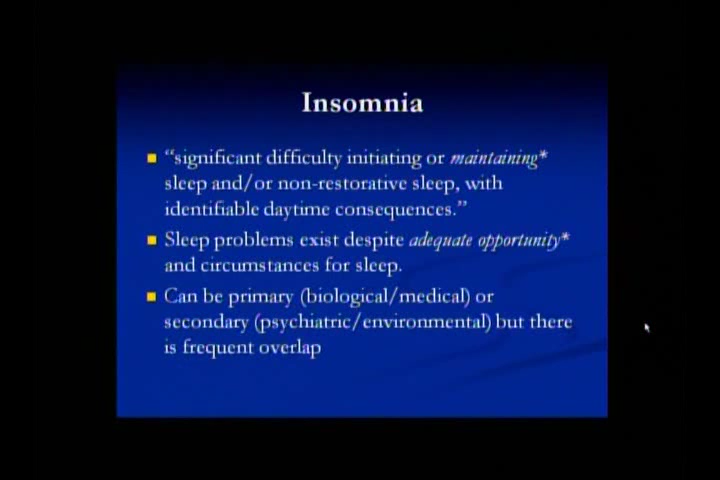 Insomnia
“significant difficulty initiating or maintaining*
sleep and/or non-restorative sleep, with
identifiable daytime consequences.”
Sleep problems exist despite adequate opportunity*
and circumstances for sleep.
Can be primary (biological/medical) or
secondary (psychiatric/environmental) but there
is frequent overlap